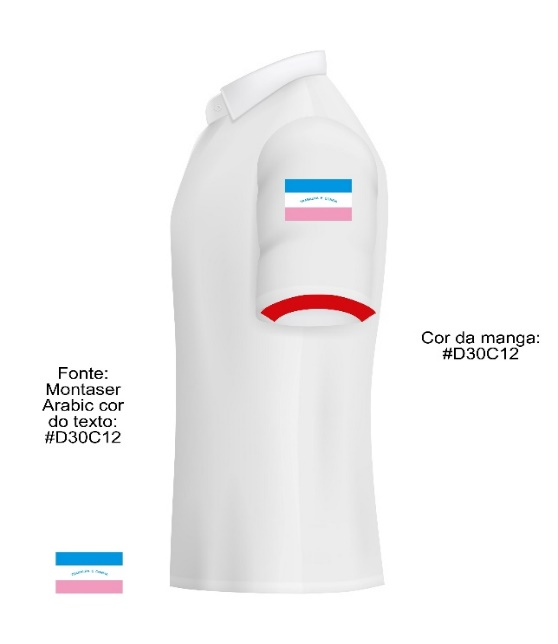 Cor da manga:
#D30C12
Fonte:
Montaser
Arabic cor
do texto:
#D30C12